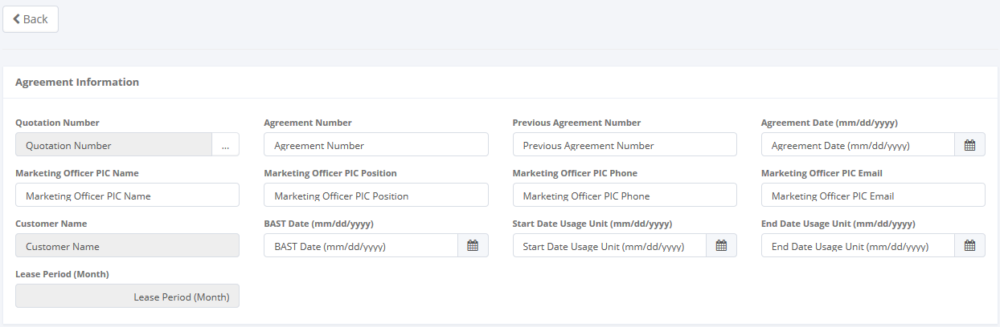 Back
Agreement Information
Quotation Number Agreement Number Previous Agreement Number Agreement Date (mm/dd/yyyy)
Quotation Number ... Agreement Number Previous Agreement Number Agreement Date (mm/dd/yyyy)
Marketing Officer PIC Name Marketing Officer PIC Position Marketing Officer PIC Phone Marketing Officer PIC Email
Marketing Officer PIC Name Marketing Officer PIC Position Marketing Officer PIC Phone Marketing Officer PIC Email
Customer Name BAST Date (mm/dd/yyyy) Start Date Usage Unit (mm/dd/yyyy) End Date Usage Unit (mm/dd/yyyy)
Customer Name BAST Date (mm/dd/yyyy) Start Date Usage Unit (mm/dd/yyyy) End Date Usage Unit (mm/dd/yyyy)
Lease Period (Month)
Lease Period (Month)